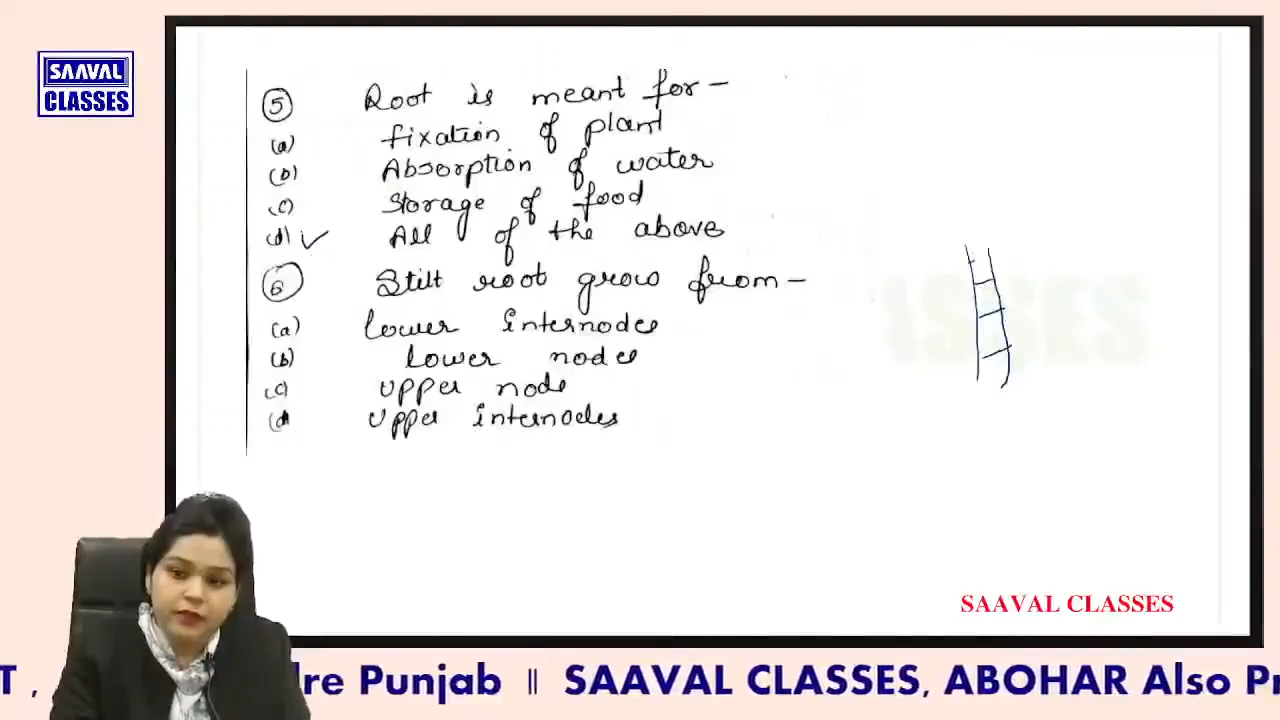 SAAVAL
CLASSES
5 Root is meant for-
(a) fixation of plant
(b) Absorption of water
(c) Storage of food
(d) ✓ All of the above
6 Stilt root grow from-
(a) lower internodes
(b) lower nodes
(c) upper node
(d) upper internodes
SAAVAL CLASSES
T , dre Punjab || SAAVAL CLASSES, ABOHAR Also Pr